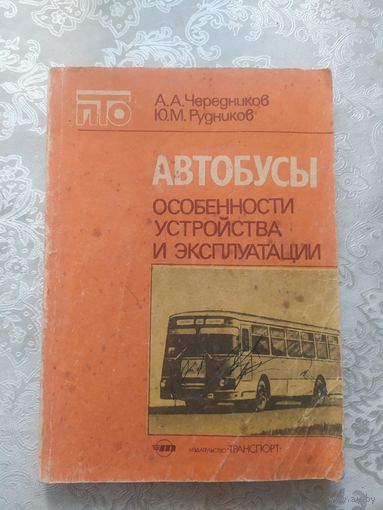 ПТО
А.А.Чередников
Ю.М.Рудников
АВТОБУСЫ
ОСОБЕННОСТИ
УСТРОЙСТВА
И ЭКСПЛУАТАЦИИ
ИЗДАТЕЛЬСТВО «ТРАНСПОРТ»